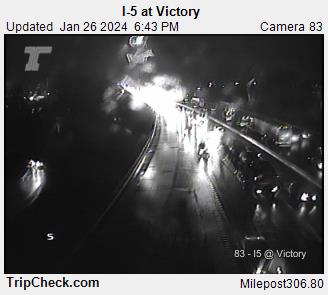 I-5 at Victory
Updated Jan 26 2024 6:43 PM Camera 83
T
S
83 - I5 @ Victory
TripCheck.com Milepost306.80